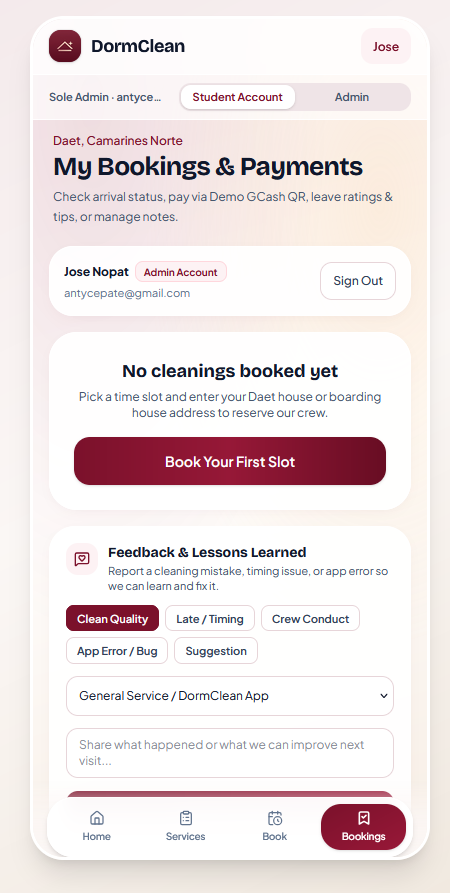 DormClean
Jose
Sole Admin · antyce...
Student Account
Admin
Daet, Camarines Norte
My Bookings & Payments
Check arrival status, pay via Demo GCash QR, leave ratings &
tips, or manage notes.
Jose Nopat
Admin Account
antycepate@gmail.com
Sign Out
No cleanings booked yet
Pick a time slot and enter your Daet house or boarding
house address to reserve our crew.
Book Your First Slot
Feedback & Lessons Learned
Report a cleaning mistake, timing issue, or app error so
we can learn and fix it.
Clean Quality
Late / Timing
Crew Conduct
App Error / Bug
Suggestion
General Service / DormClean App
Share what happened or what we can improve next
visit...
Home
Services
Book
Bookings